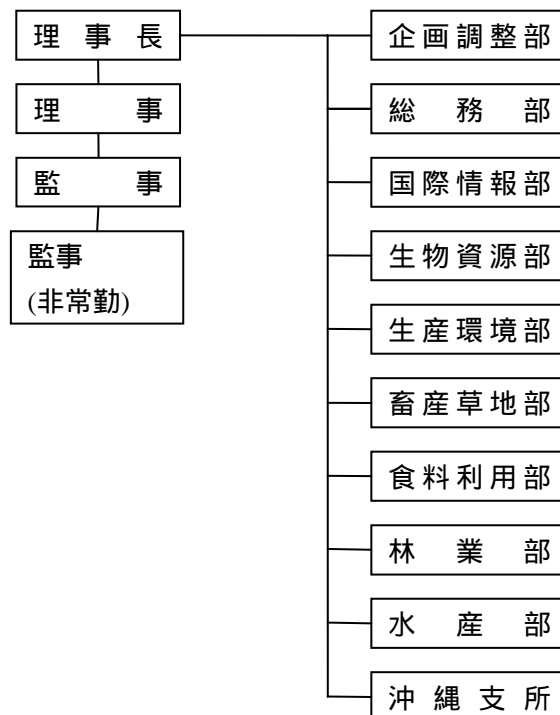 理事長
理事
監事
監事
(非常勤)
企画調整部
総務部
国際情報部
生物資源部
生産環境部
畜産草地部
食料利用部
林業部
水産部
沖縄支所